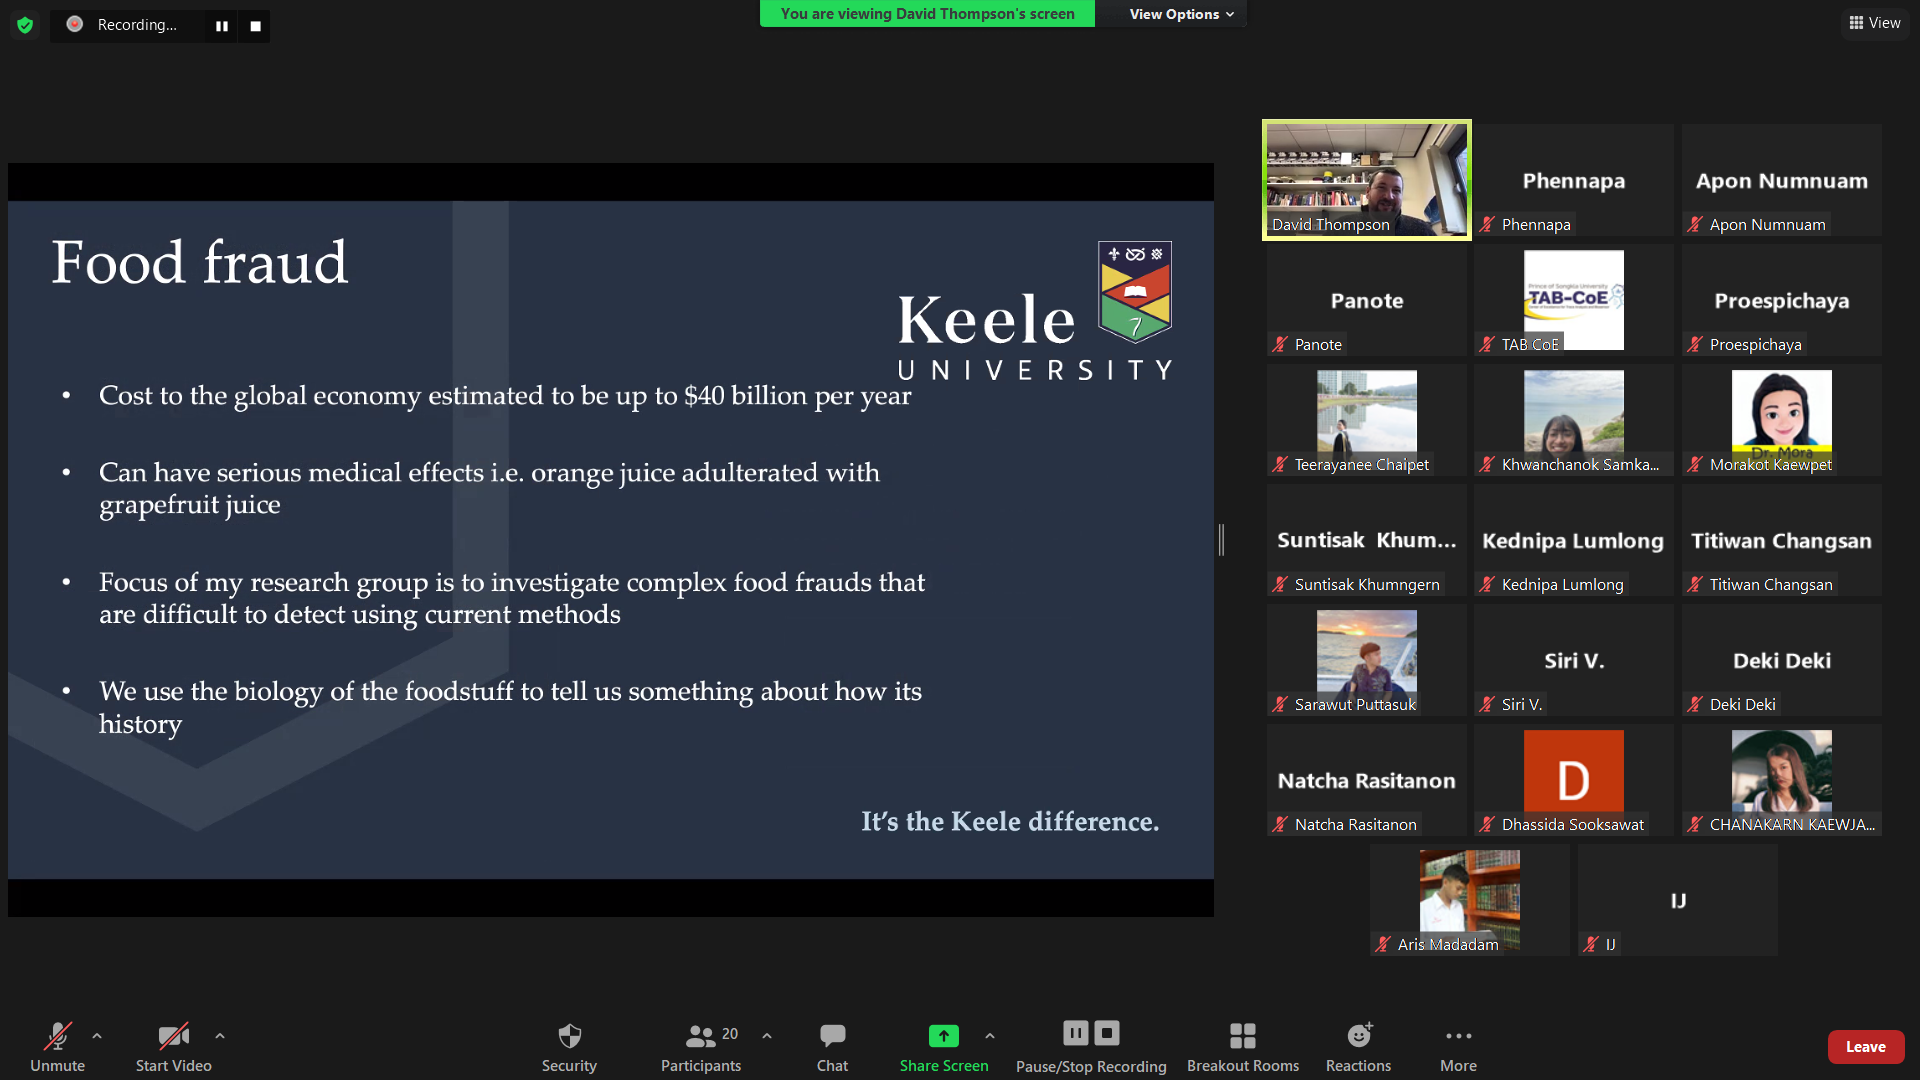 Recording...
You are viewing David Thompson's screen
View Options
View
Food fraud
Keele
UNIVERSITY
• Cost to the global economy estimated to be up to $40 billion per year
• Can have serious medical effects i.e. orange juice adulterated with
grapefruit juice
• Focus of my research group is to investigate complex food frauds that
are difficult to detect using current methods
• We use the biology of the foodstuff to tell us something about how its
history
It's the Keele difference.
David Thompson
Phennapa
Phennapa
Apon Numnuam
Apon Numnuam
Panote
Panote
Prince of Songkla University
TAB-CoE
TAB CoE
Proespichaya
Proespichaya
Teerayanee Chaipet
Khwanchanok Samka...
Dr. Mora
Morakot Kaewpet
Suntisak Khum...
Suntisak Khumngern
Kednipa Lumlong
Kednipa Lumlong
Titiwan Changsan
Titiwan Changsan
Sarawut Puttasuk
Siri V.
Siri V.
Deki Deki
Deki Deki
Natcha Rasitanon
Natcha Rasitanon
D
Dhassida Sooksawat
CHANAKARN KAEWJA...
Aris Madadam
IJ
IJ
Unmute
Start Video
Security
20
Participants
Chat
Share Screen
Pause/Stop Recording
Breakout Rooms
Reactions
More
Leave